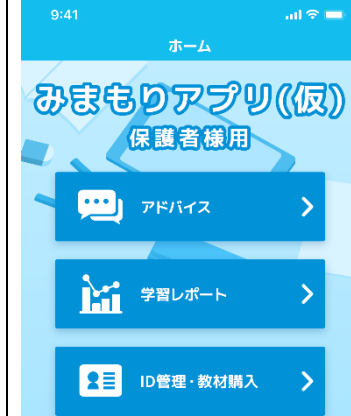 9:41
ホーム
みまもりアプリ(仮)
保護者様用
アドバイス
学習レポート
ID管理・教材購入